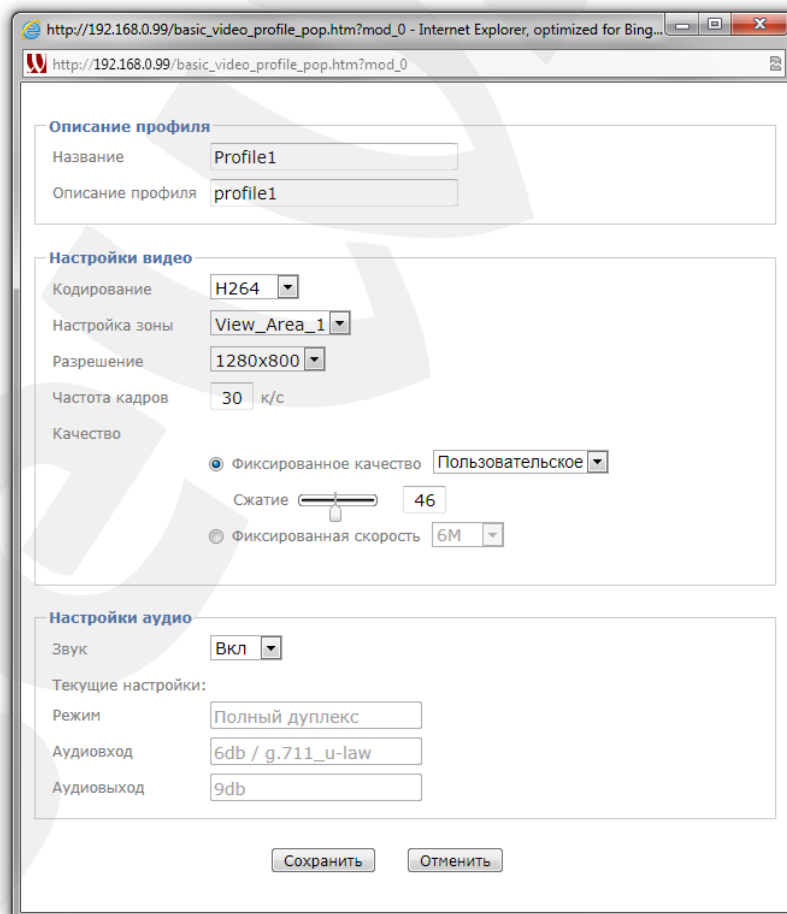 http://192.168.0.99/basic_video_profile_pop.htm?mod_0 - Internet Explorer, optimized for Bing...
http://192.168.0.99/basic_video_profile_pop.htm?mod_0
Описание профиля
Название Profile1
Описание профиля profile1
Настройки видео
Кодирование H264
Настройка зоны View_Area_1
Разрешение 1280x800
Частота кадров 30 к/с
Качество
Фиксированное качество Пользовательское
Сжатие 46
Фиксированная скорость 6M
Настройки аудио
Звук Вкл
Текущие настройки:
Режим Полный дуплекс
Аудиовход 6db / g.711_u-law
Аудиовыход 9db
Сохранить Отменить